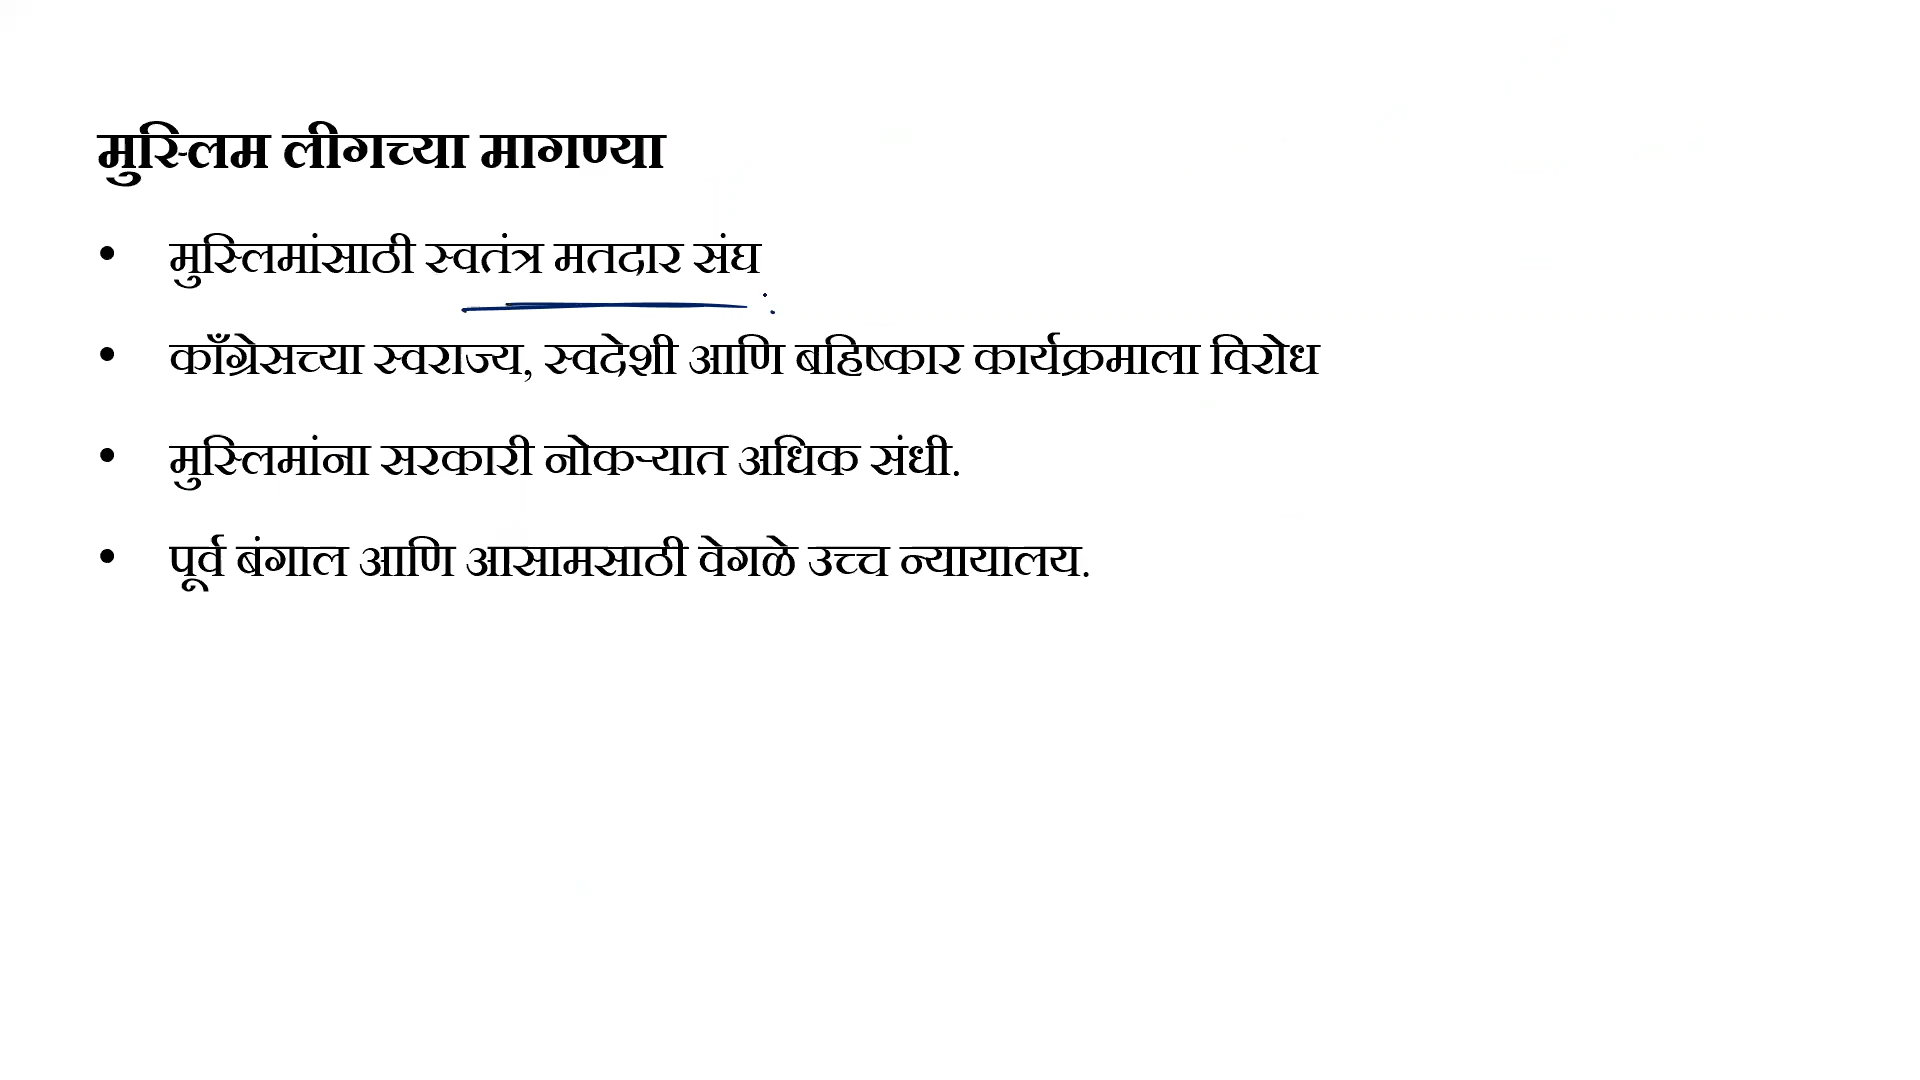 मुस्लिम लीगच्या मागण्या
• मुस्लिमांसाठी स्वतंत्र मतदार संघ
• काँग्रेसच्या स्वराज्य, स्वदेशी आणि बहिष्कार कार्यक्रमाला विरोध
• मुस्लिमांना सरकारी नोकऱ्यात अधिक संधी.
• पूर्व बंगाल आणि आसामसाठी वेगळे उच्च न्यायालय.